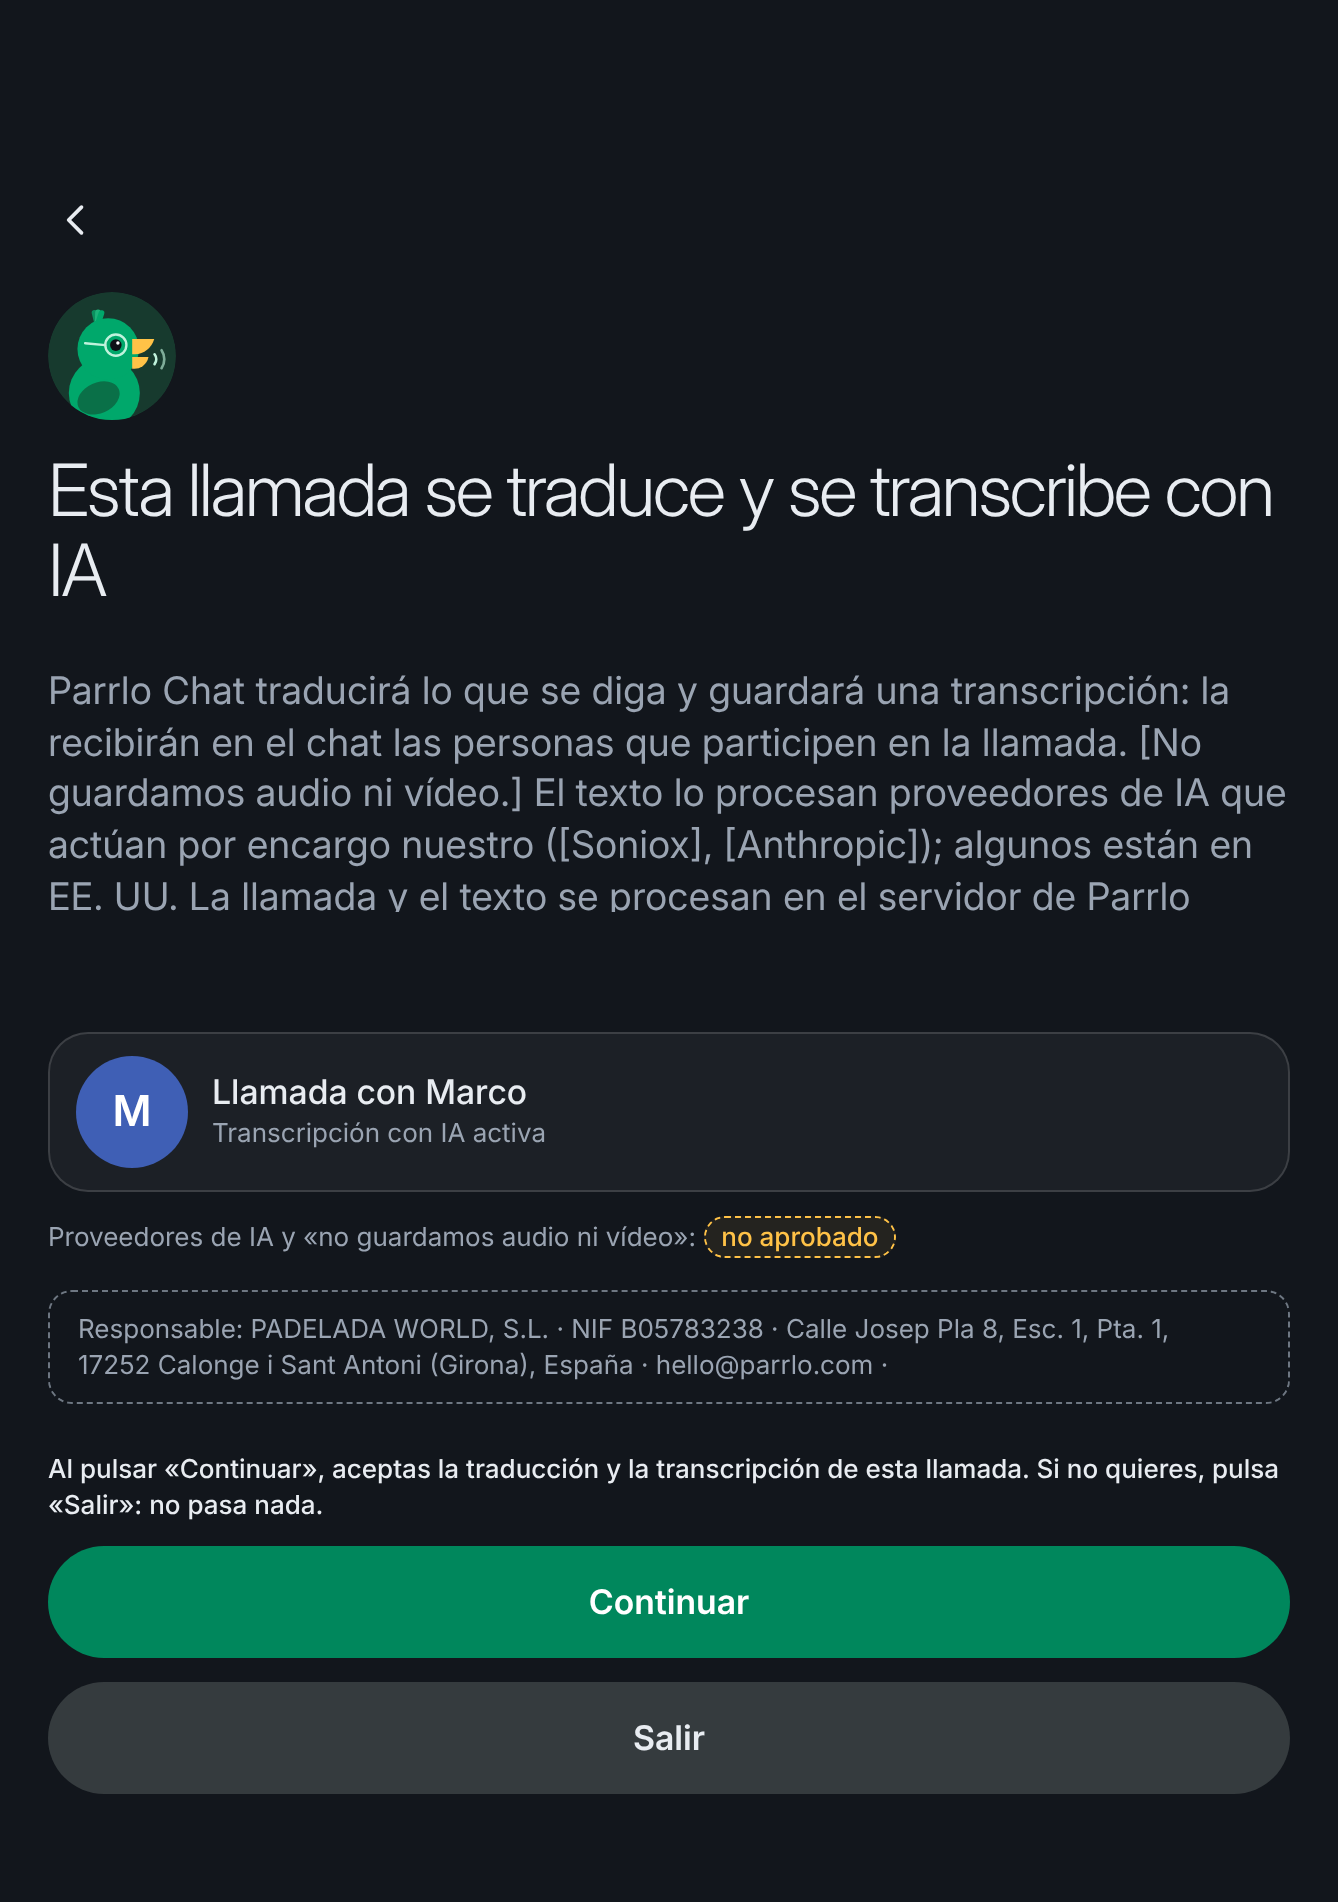 Esta llamada se traduce y se transcribe con
IA
Parrlo Chat traducirá lo que se diga y guardará una transcripción: la
recibirán en el chat las personas que participen en la llamada. [No
guardamos audio ni vídeo.] El texto lo procesan proveedores de IA que
actúan por encargo nuestro ([Soniox], [Anthropic]); algunos están en
EE. UU. La llamada y el texto se procesan en el servidor de Parrlo
M
Llamada con Marco
Transcripción con IA activa
Proveedores de IA y «no guardamos audio ni vídeo»: no aprobado
Responsable: PADELADA WORLD, S.L. · NIF B05783238 · Calle Josep Pla 8, Esc. 1, Pta. 1,
17252 Calonge i Sant Antoni (Girona), España · hello@parrlo.com ·
Al pulsar «Continuar», aceptas la traducción y la transcripción de esta llamada. Si no quieres, pulsa
«Salir»: no pasa nada.
Continuar
Salir